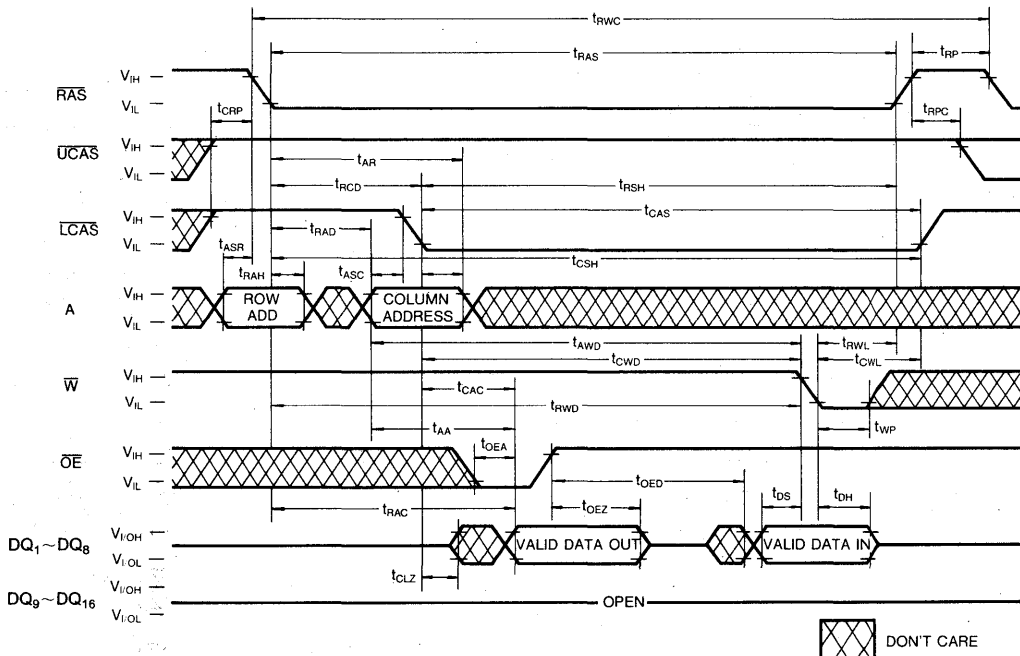 tRWC
tRAS
tRP
RAS
VIH
VIL
tCRP
tRPC
UCAS
VIH
VIL
tAR
tRCD
tRSH
LCAS
VIH
VIL
tCAS
tRAD
tCSH
tASR
tRAH
tASC
A
VIH
VIL
ROW
ADD
COLUMN
ADDRESS
tAWD
tRWL
tCWD
tCWL
W
VIH
VIL
tCAC
tRWD
tWP
tAA
tOEA
OE
VIH
VIL
tOED
tRAC
tOEZ
tDS
tDH
DQ1~DQ8
VI/OH
VI/OL
VALID DATA OUT
VALID DATA IN
tCLZ
DQ9~DQ16
VI/OH
VI/OL
OPEN
DON'T CARE